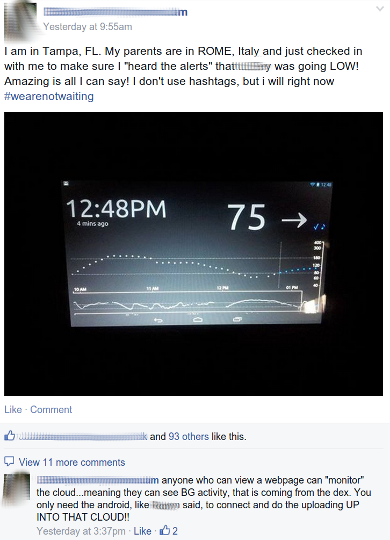 m
Yesterday at 9:55am
I am in Tampa, FL. My parents are in ROME, Italy and just checked in
with me to make sure I "heard the alerts" that y was going LOW!
Amazing is all I can say! I don't use hashtags, but i will right now
#wearenotwaiting
12:48PM
4 mins ago
75 →
12:48
400
300
180
120
80
60
40
10 AM
11 AM
12 PM
01 PM
Like · Comment
k and 93 others like this.
View 11 more comments
m anyone who can view a webpage can "monitor"
the cloud...meaning they can see BG activity, that is coming from the dex. You
only need the android, like said, to connect and do the uploading UP
INTO THAT CLOUD!!
Yesterday at 3:37pm · Like · 2